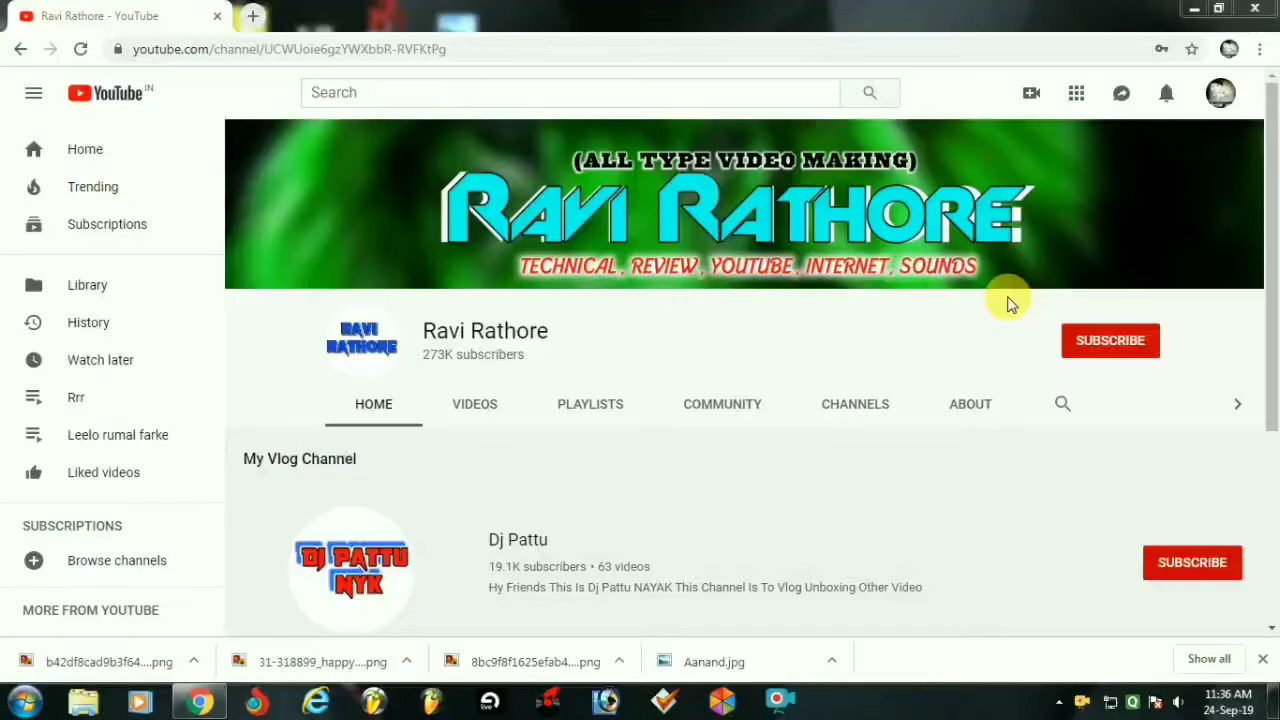 Ravi Rathore - YouTube
youtube.com/channel/UCWUoie6gzYWXbbR-RVFKtPg
YouTube IN
Search
Home
Trending
Subscriptions
Library
History
Watch later
Rrr
Leelo rumal farke
Liked videos
SUBSCRIPTIONS
Browse channels
MORE FROM YOUTUBE
(ALL TYPE VIDEO MAKING)
RAVI RATHORE
TECHNICAL , REVIEW , YOUTUBE , INTERNET , SOUNDS
RAVI
RATHORE
Ravi Rathore
273K subscribers
SUBSCRIBE
HOME VIDEOS PLAYLISTS COMMUNITY CHANNELS ABOUT
My Vlog Channel
DJ PATTU
NYK
Dj Pattu
19.1K subscribers • 63 videos
Hy Friends This Is Dj Pattu NAYAK This Channel Is To Vlog Unboxing Other Video
SUBSCRIBE
b42df8cad9b3f64....png 31-318899_happy....png 8bc9f8f1625efab4....png Aanand.jpg Show all
11:36 AM
24-Sep-19